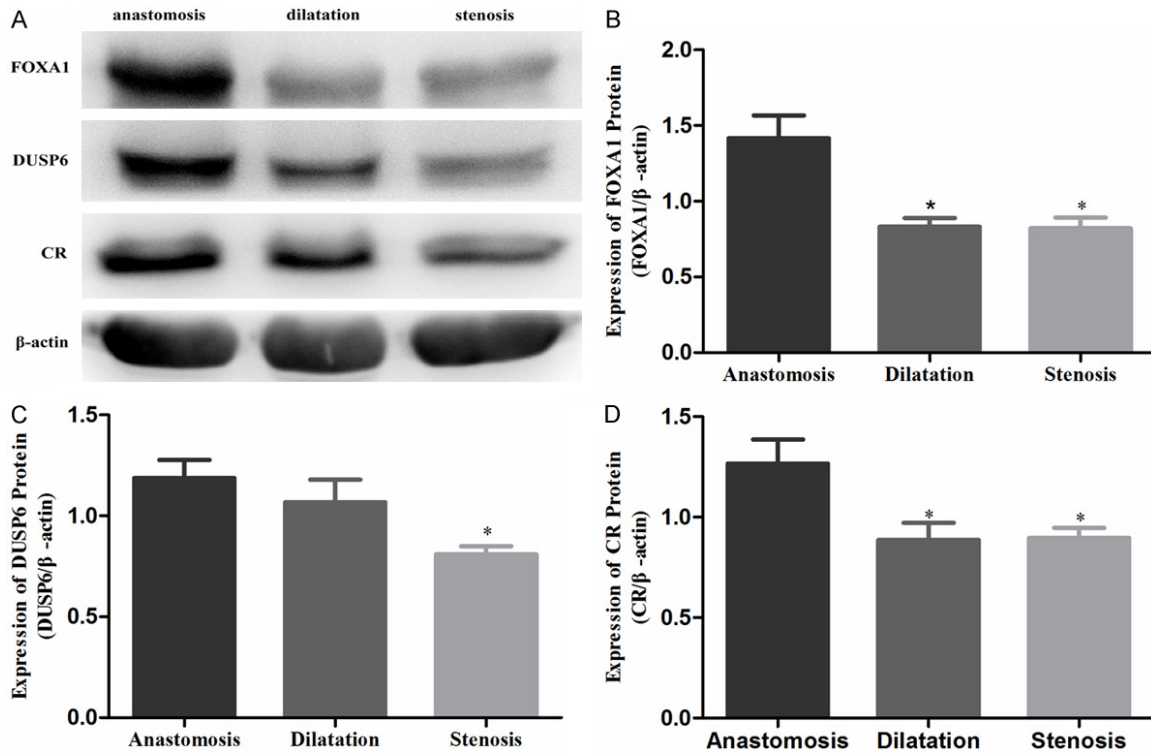 A
anastomosis dilatation stenosis
FOXA1
DUSP6
CR
β-actin
B
Expression of FOXA1 Protein
(FOXA1/β -actin)
2.0
1.5
1.0
0.5
0.0
* *
Anastomosis Dilatation Stenosis
C
Expression of DUSP6 Protein
(DUSP6/β -actin)
1.5
1.0
0.5
0.0
*
Anastomosis Dilatation Stenosis
D
Expression of CR Protein
(CR/β -actin)
1.5
1.0
0.5
0.0
* *
Anastomosis Dilatation Stenosis